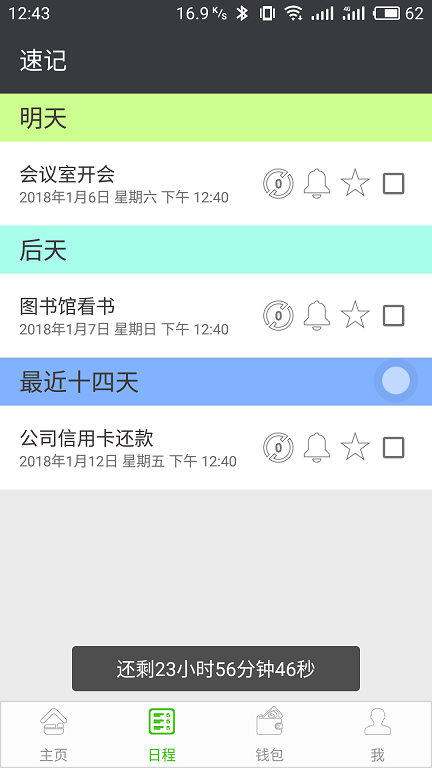 12:43 16.9 K/s 4G 62
速记
明天
会议室开会
0
2018年1月6日 星期六 下午 12:40
后天
图书馆看书
0
2018年1月7日 星期日 下午 12:40
最近十四天
公司信用卡还款
0
2018年1月12日 星期五 下午 12:40
还剩23小时56分钟46秒
主页 日程 钱包 我